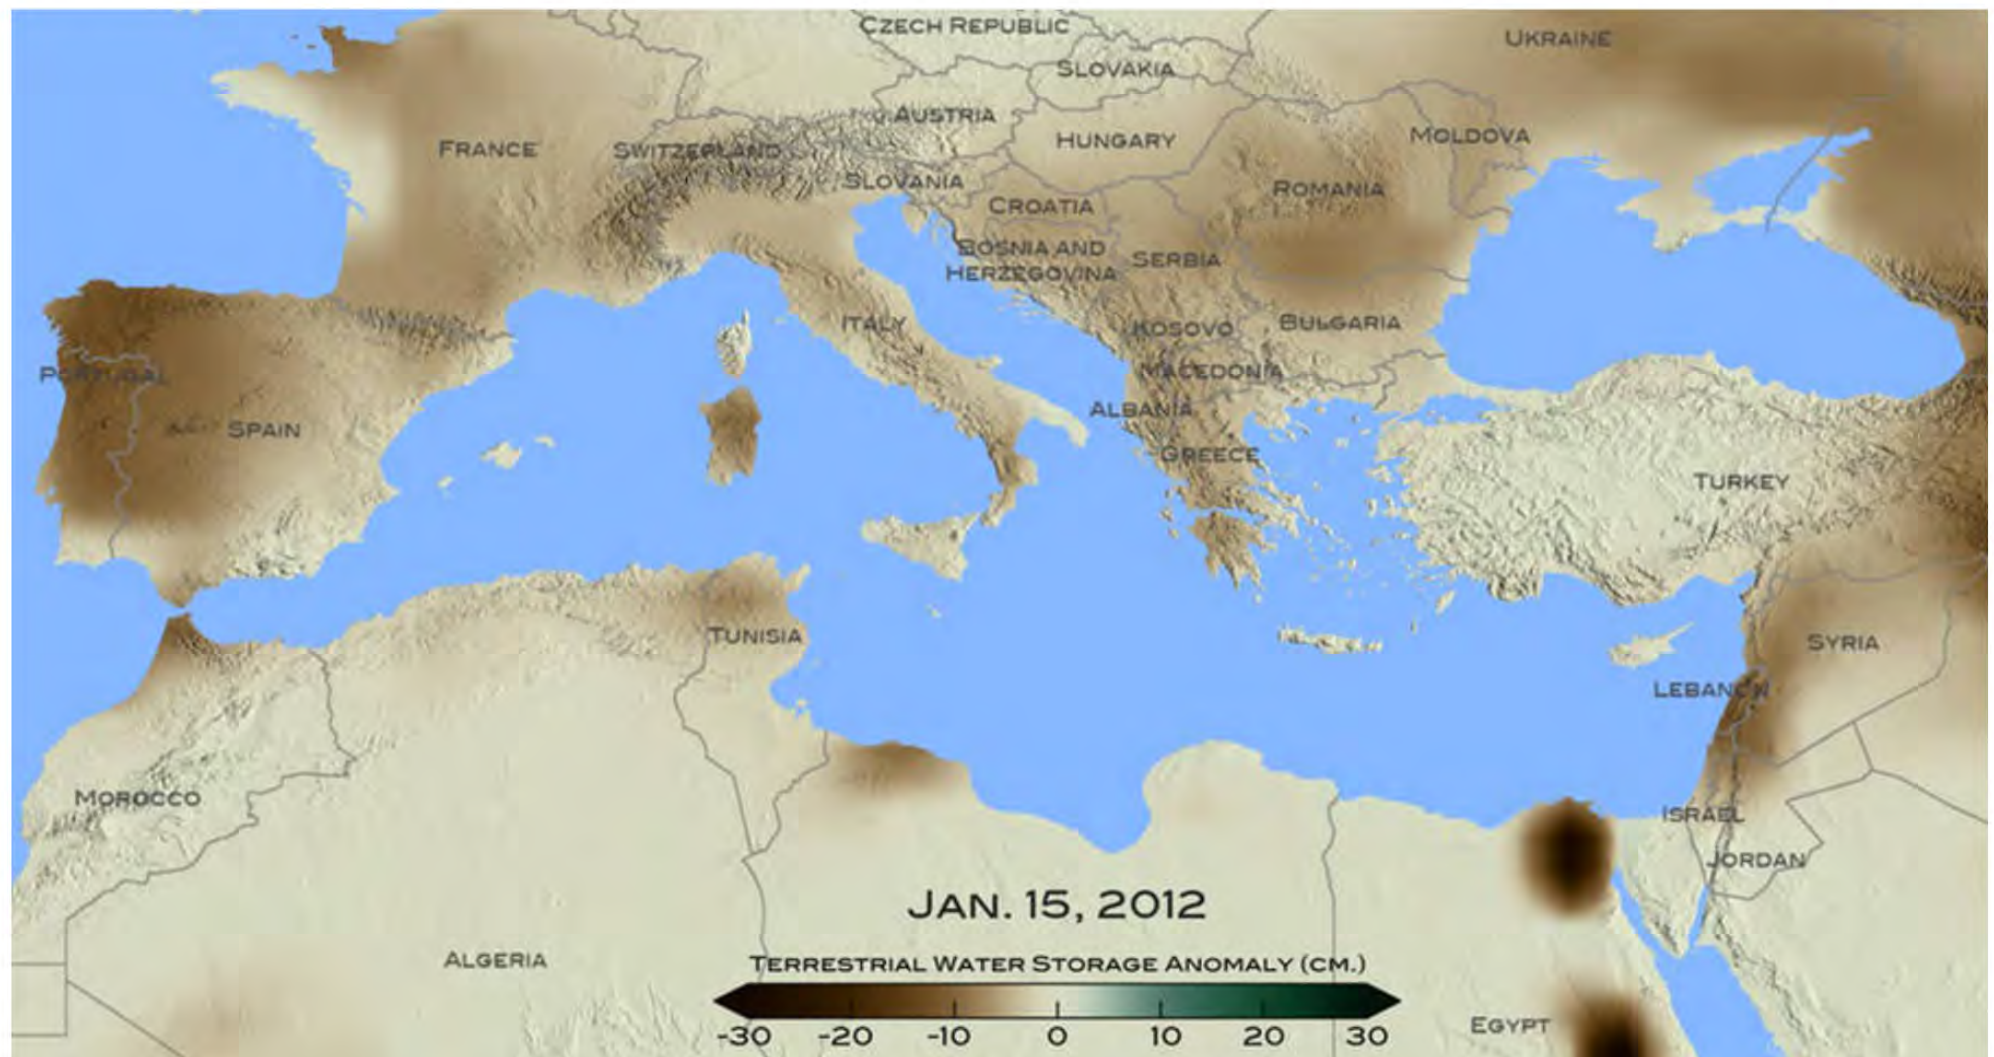 CZECH REPUBLIC
UKRAINE
SLOVAKIA
AUSTRIA
MOLDOVA
HUNGARY
FRANCE
SWITZERLAND
SLOVANIA
ROMANIA
CROATIA
BOSNIA AND
HERZEGOVINA
SERBIA
ITALY
KOSOVO
BULGARIA
MACEDONIA
PORTUGAL
ALBANIA
SPAIN
GREECE
TURKEY
TUNISIA
SYRIA
LEBANON
MOROCCO
ISRAEL
JORDAN
JAN. 15, 2012
ALGERIA
TERRESTRIAL WATER STORAGE ANOMALY (CM.)
EGYPT
-30 -20 -10 0 10 20 30